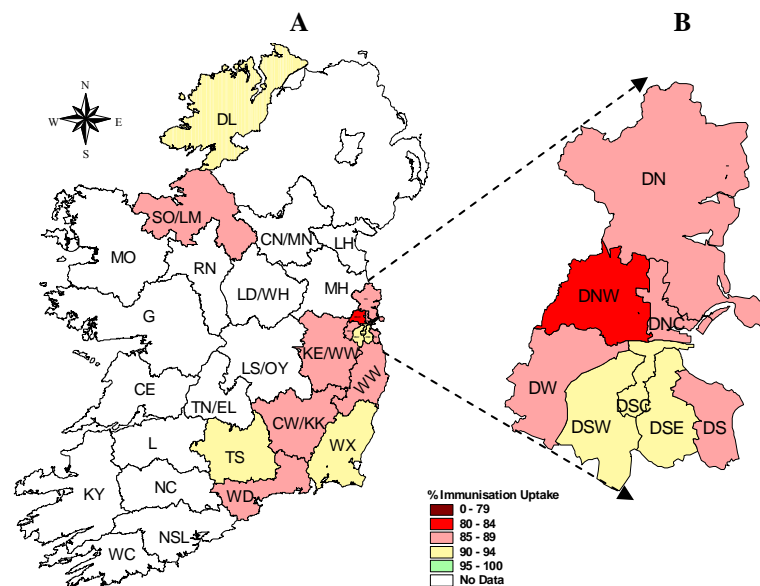 A
B
N
W E
S
DL
SO/LM
CN/MN
LH
MO
RN
MH
LD/WH
G
KE/WW
LS/OY
WW
CE
TN/EL
CW/KK
L
TS
WX
KY
NC
WD
NSL
WC
DN
DNW
DNC
DW
DSC
DSW
DSE
DS
% Immunisation Uptake
0 - 79
80 - 84
85 - 89
90 - 94
95 - 100
No Data